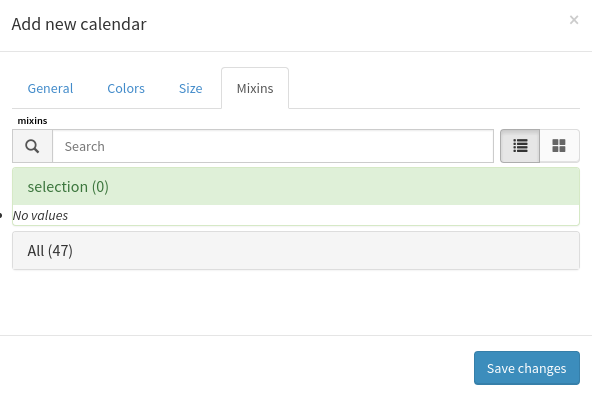 Add new calendar
×
General Colors Size Mixins
mixins
Search
selection (0)
No values
All (47)
Save changes